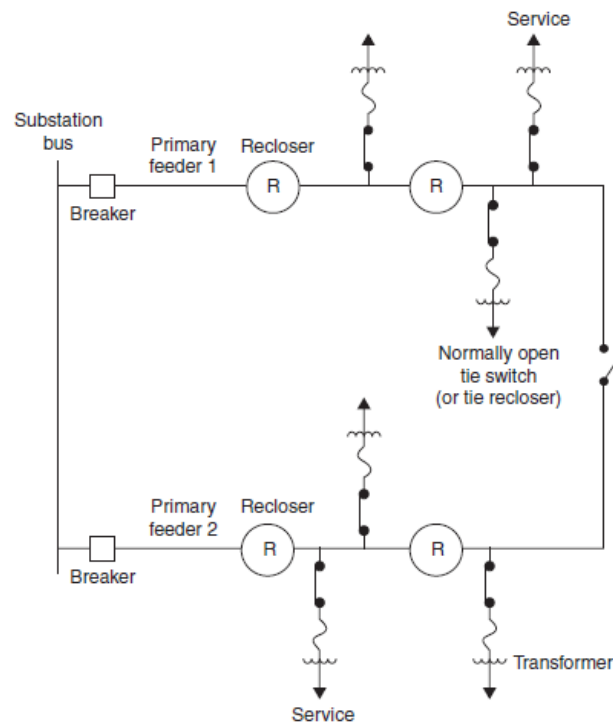 Service
Substation
bus
Primary
feeder 1
Recloser
R
R
Breaker
Normally open
tie switch
(or tie recloser)
Primary
feeder 2
Recloser
R
R
Breaker
Transformer
Service